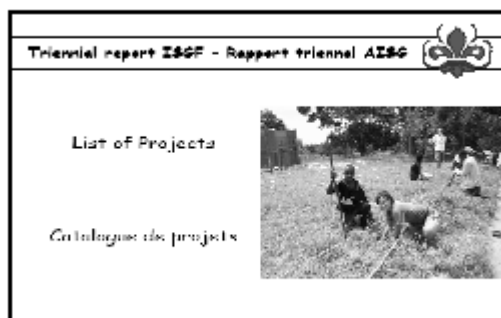 Triennial report ISGF - Rapport triennal AISG
List of Projects
Catalogue de projets